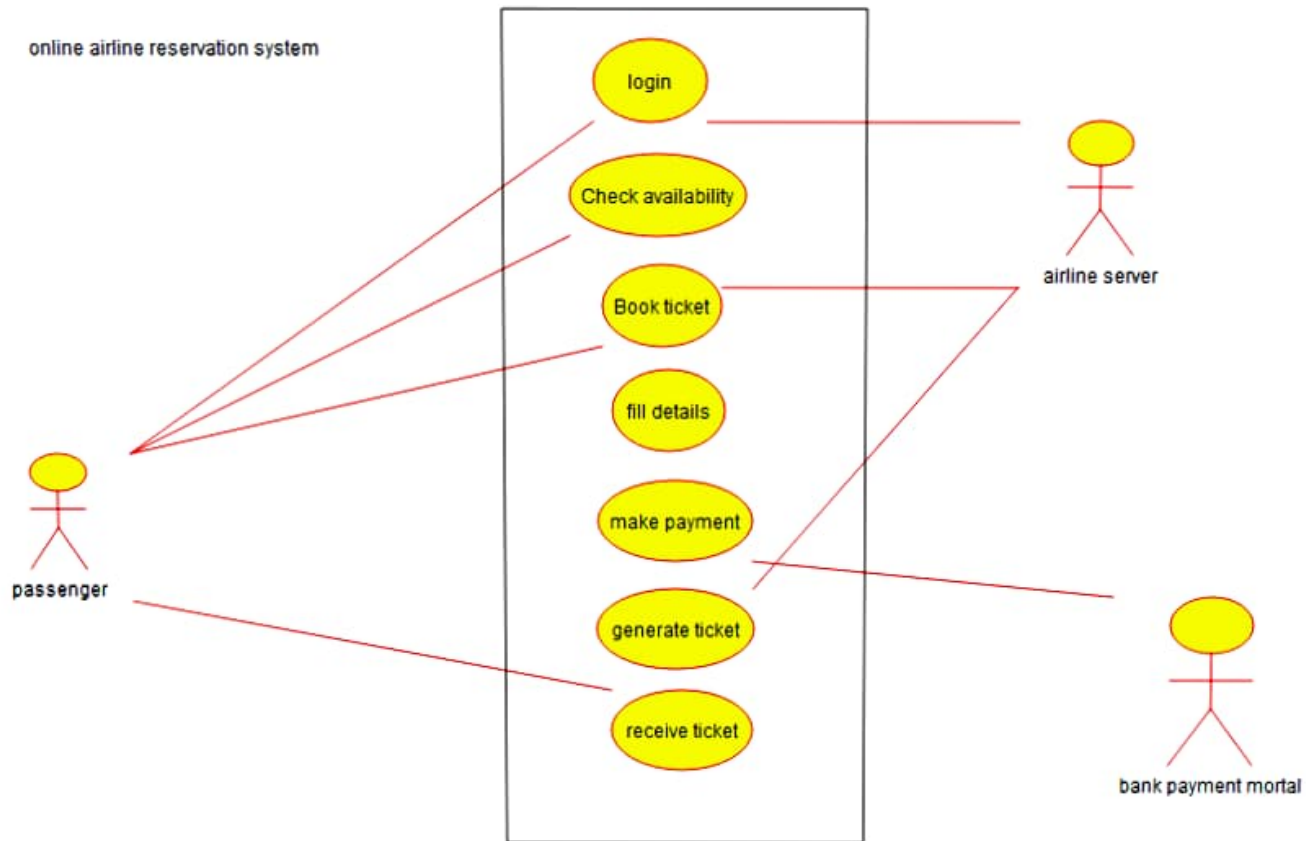 online airline reservation system
login
Check availability
airline server
Book ticket
fill details
make payment
passenger
generate ticket
receive ticket
bank payment mortal